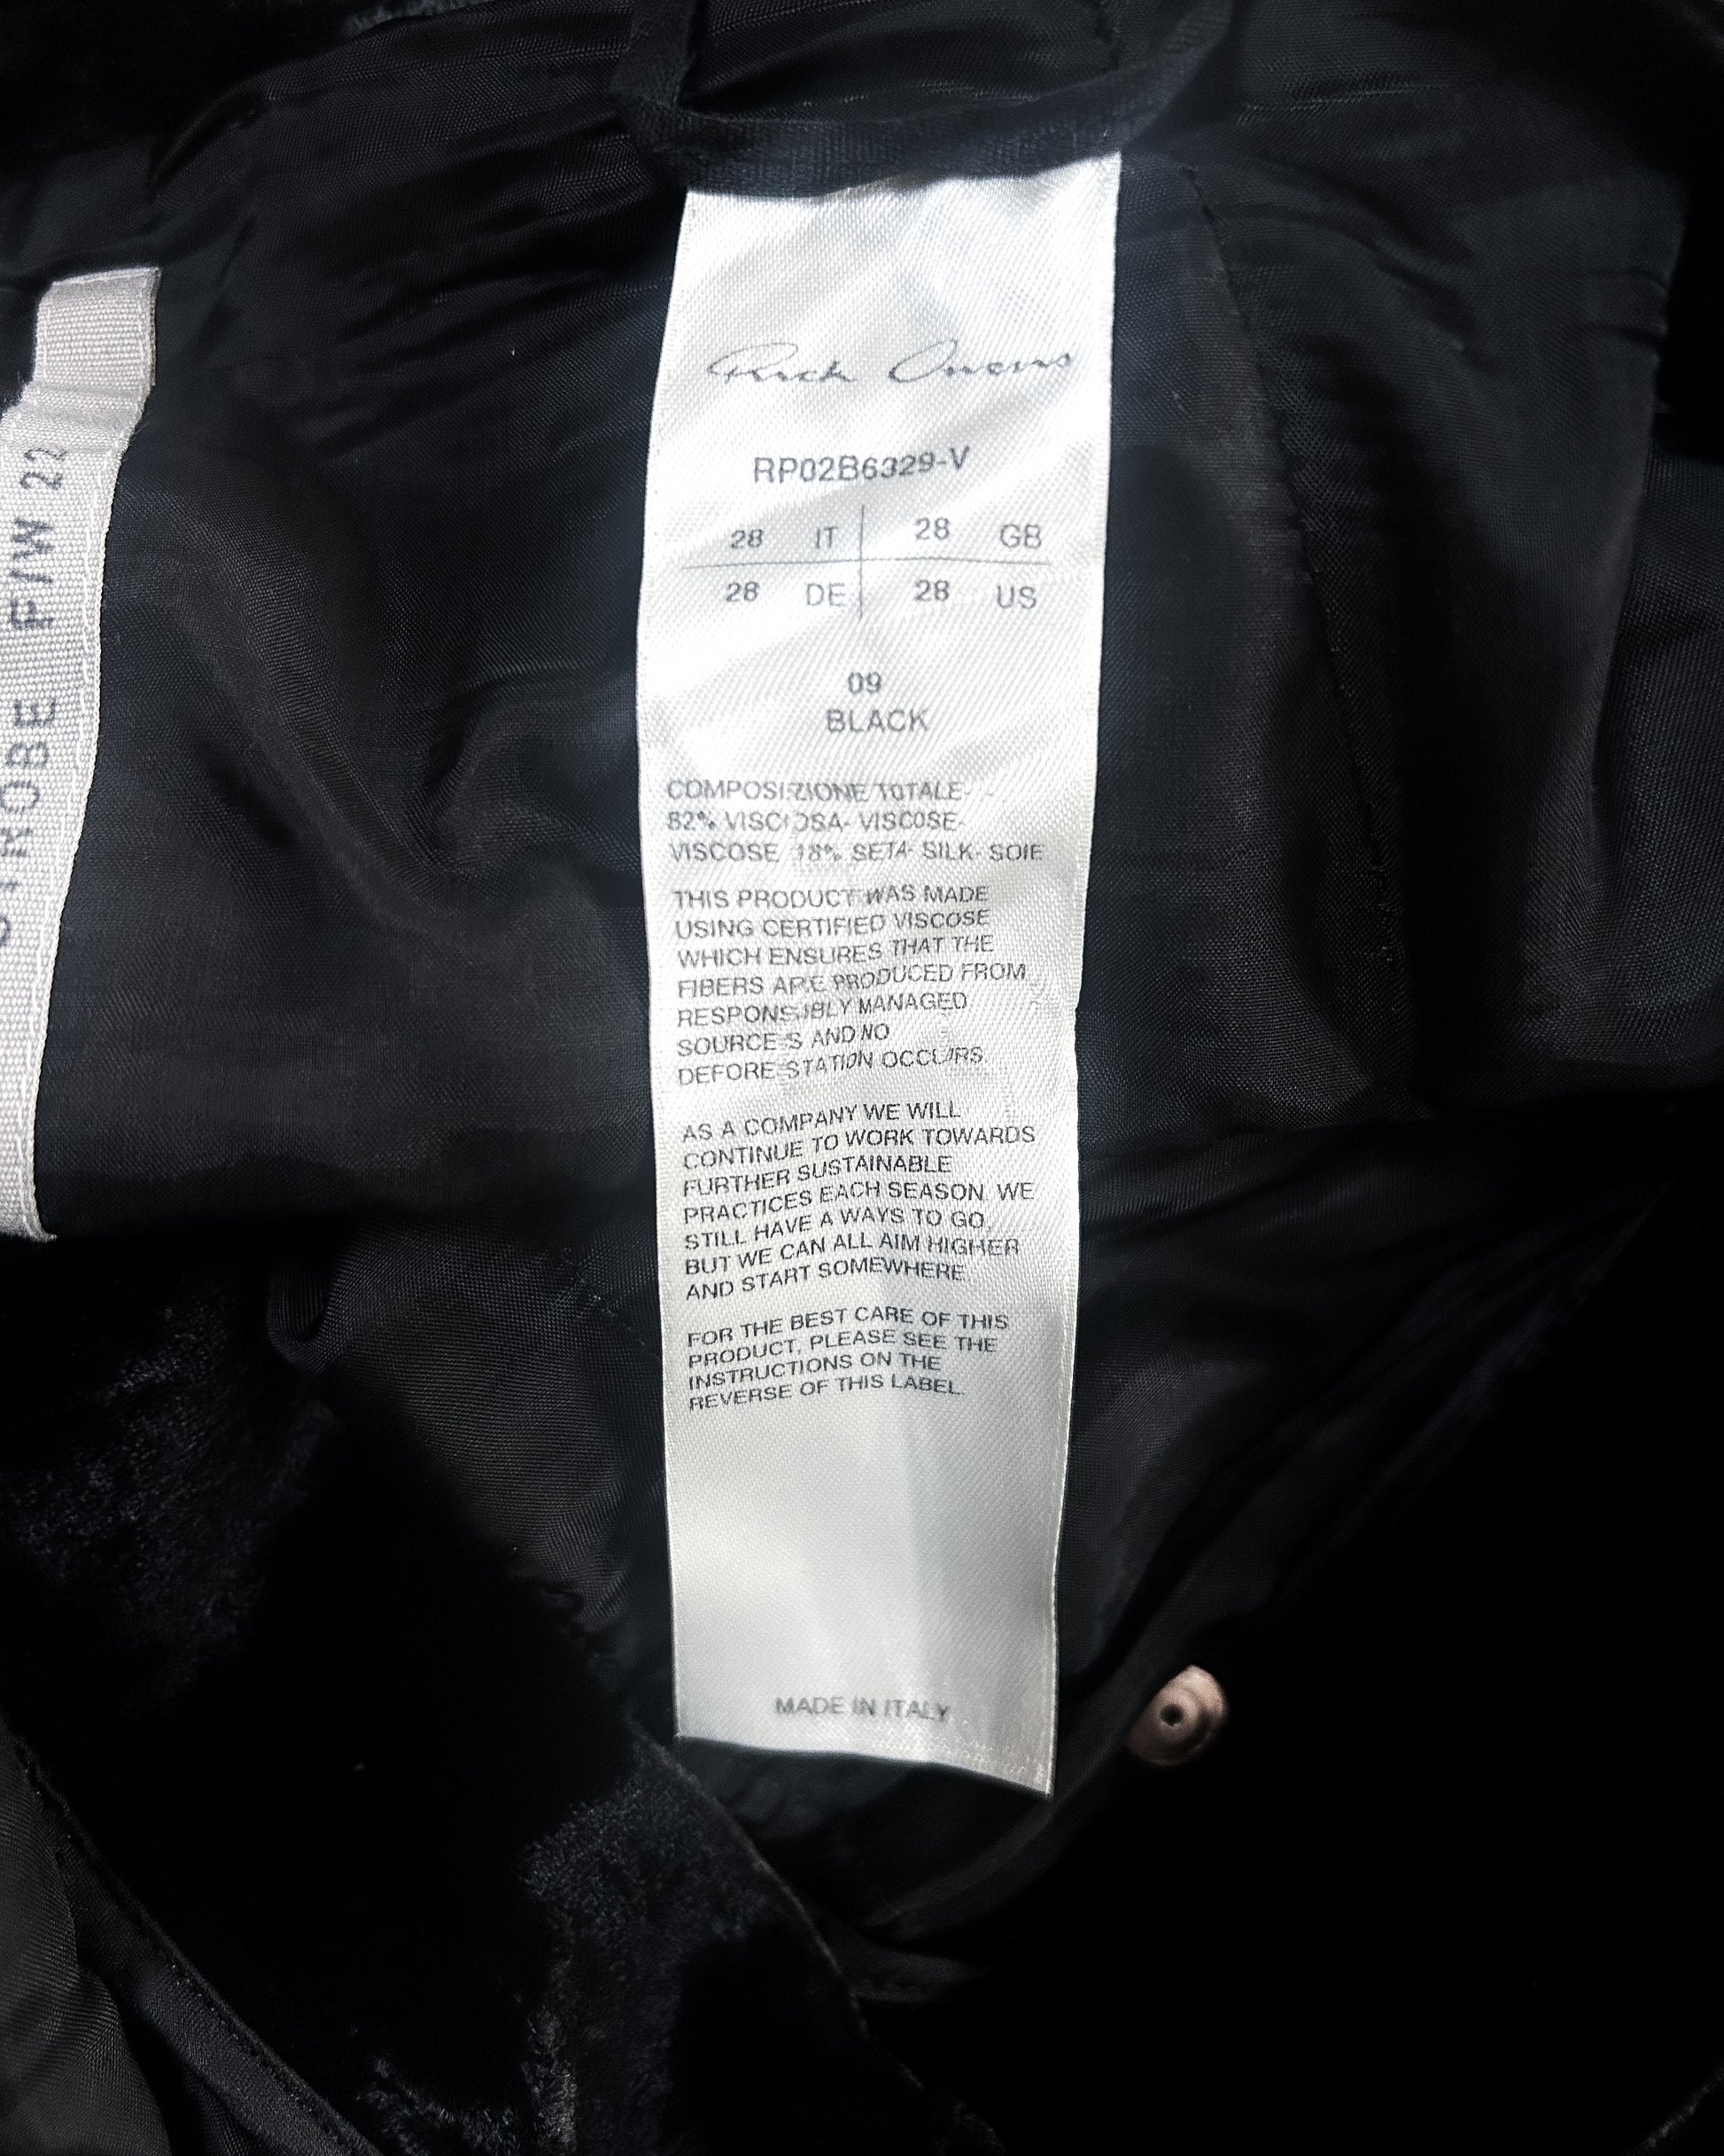 STROBE F/W 22
Rick Owens
RP02B6329-V
28 IT 28 GB
28 DE 28 US
09
BLACK
COMPOSIZIONE TOTALE-
82% VISCOSA- VISCOSE-
VISCOSE 18% SETA- SILK- SOIE
THIS PRODUCT WAS MADE
USING CERTIFIED VISCOSE
WHICH ENSURES THAT THE
FIBERS ARE PRODUCED FROM
RESPONSIBLY MANAGED
SOURCES AND NO
DEFORESTATION OCCURS.
AS A COMPANY WE WILL
CONTINUE TO WORK TOWARDS
FURTHER SUSTAINABLE
PRACTICES EACH SEASON. WE
STILL HAVE A WAYS TO GO,
BUT WE CAN ALL AIM HIGHER
AND START SOMEWHERE.
FOR THE BEST CARE OF THIS
PRODUCT, PLEASE SEE THE
INSTRUCTIONS ON THE
REVERSE OF THIS LABEL.
MADE IN ITALY